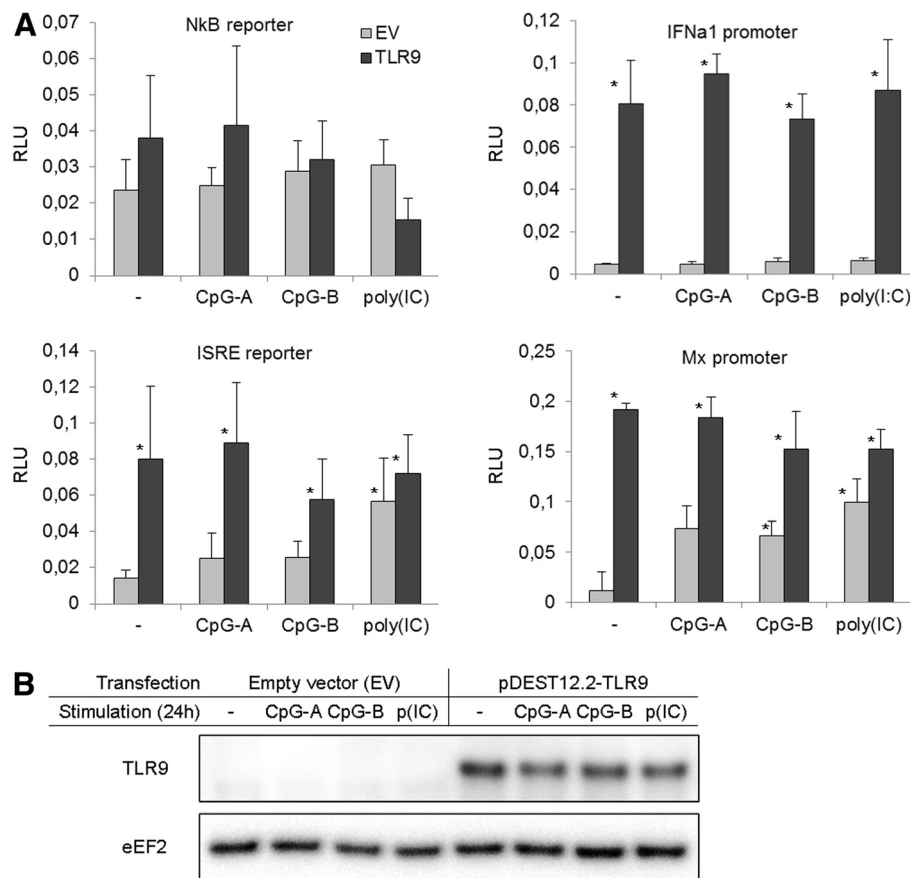 A
NkB reporter
EV
TLR9
RLU
0,07
0,06
0,05
0,04
0,03
0,02
0,01
0
- CpG-A CpG-B poly(IC)
IFNa1 promoter
RLU
0,12
0,1
0,08
0,06
0,04
0,02
0
* * * *
- CpG-A CpG-B poly(I:C)
ISRE reporter
RLU
0,14
0,12
0,1
0,08
0,06
0,04
0,02
0
* * * * *
- CpG-A CpG-B poly(IC)
Mx promoter
RLU
0,25
0,2
0,15
0,1
0,05
0
* * * * * *
- CpG-A CpG-B poly(IC)
B
Transfection Empty vector (EV) pDEST12.2-TLR9
Stimulation (24h) - CpG-A CpG-B p(IC) - CpG-A CpG-B p(IC)
TLR9
eEF2